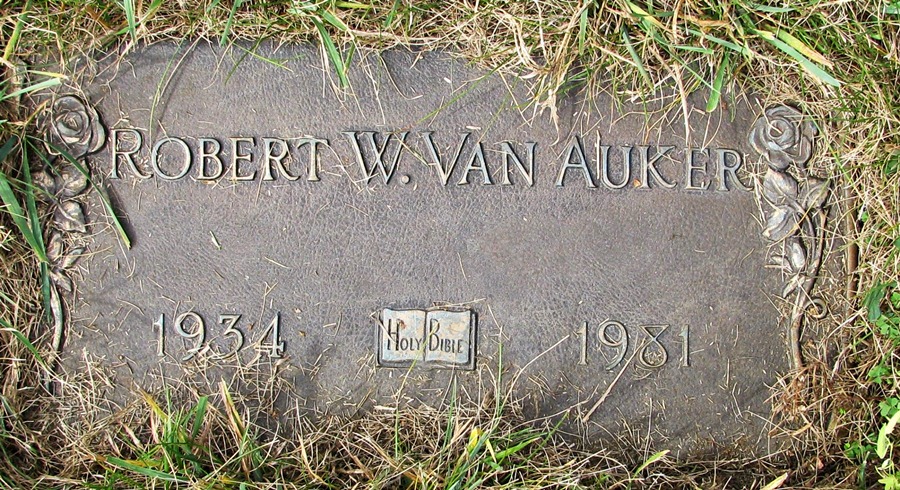 ROBERT W. VAN AUKER
1934
HOLY BIBLE
1981